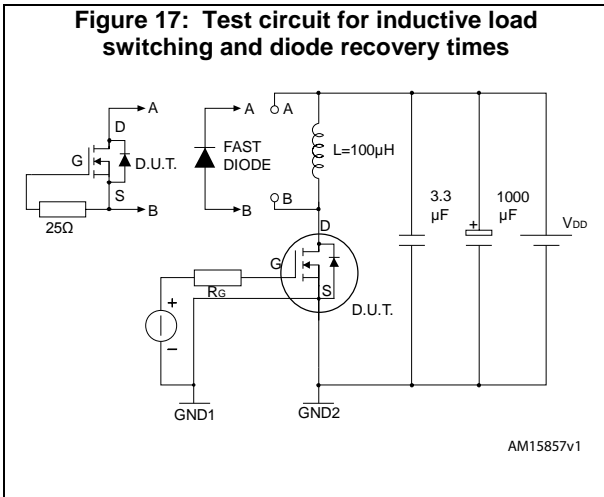 Figure 17: Test circuit for inductive load
switching and diode recovery times
A
D
G
D.U.T.
S
B
25Ω
A
FAST
DIODE
B
A
L=100µH
B
D
G
S
RG
D.U.T.
+
−
GND1
GND2
3.3
µF
+
1000
µF
VDD
AM15857v1